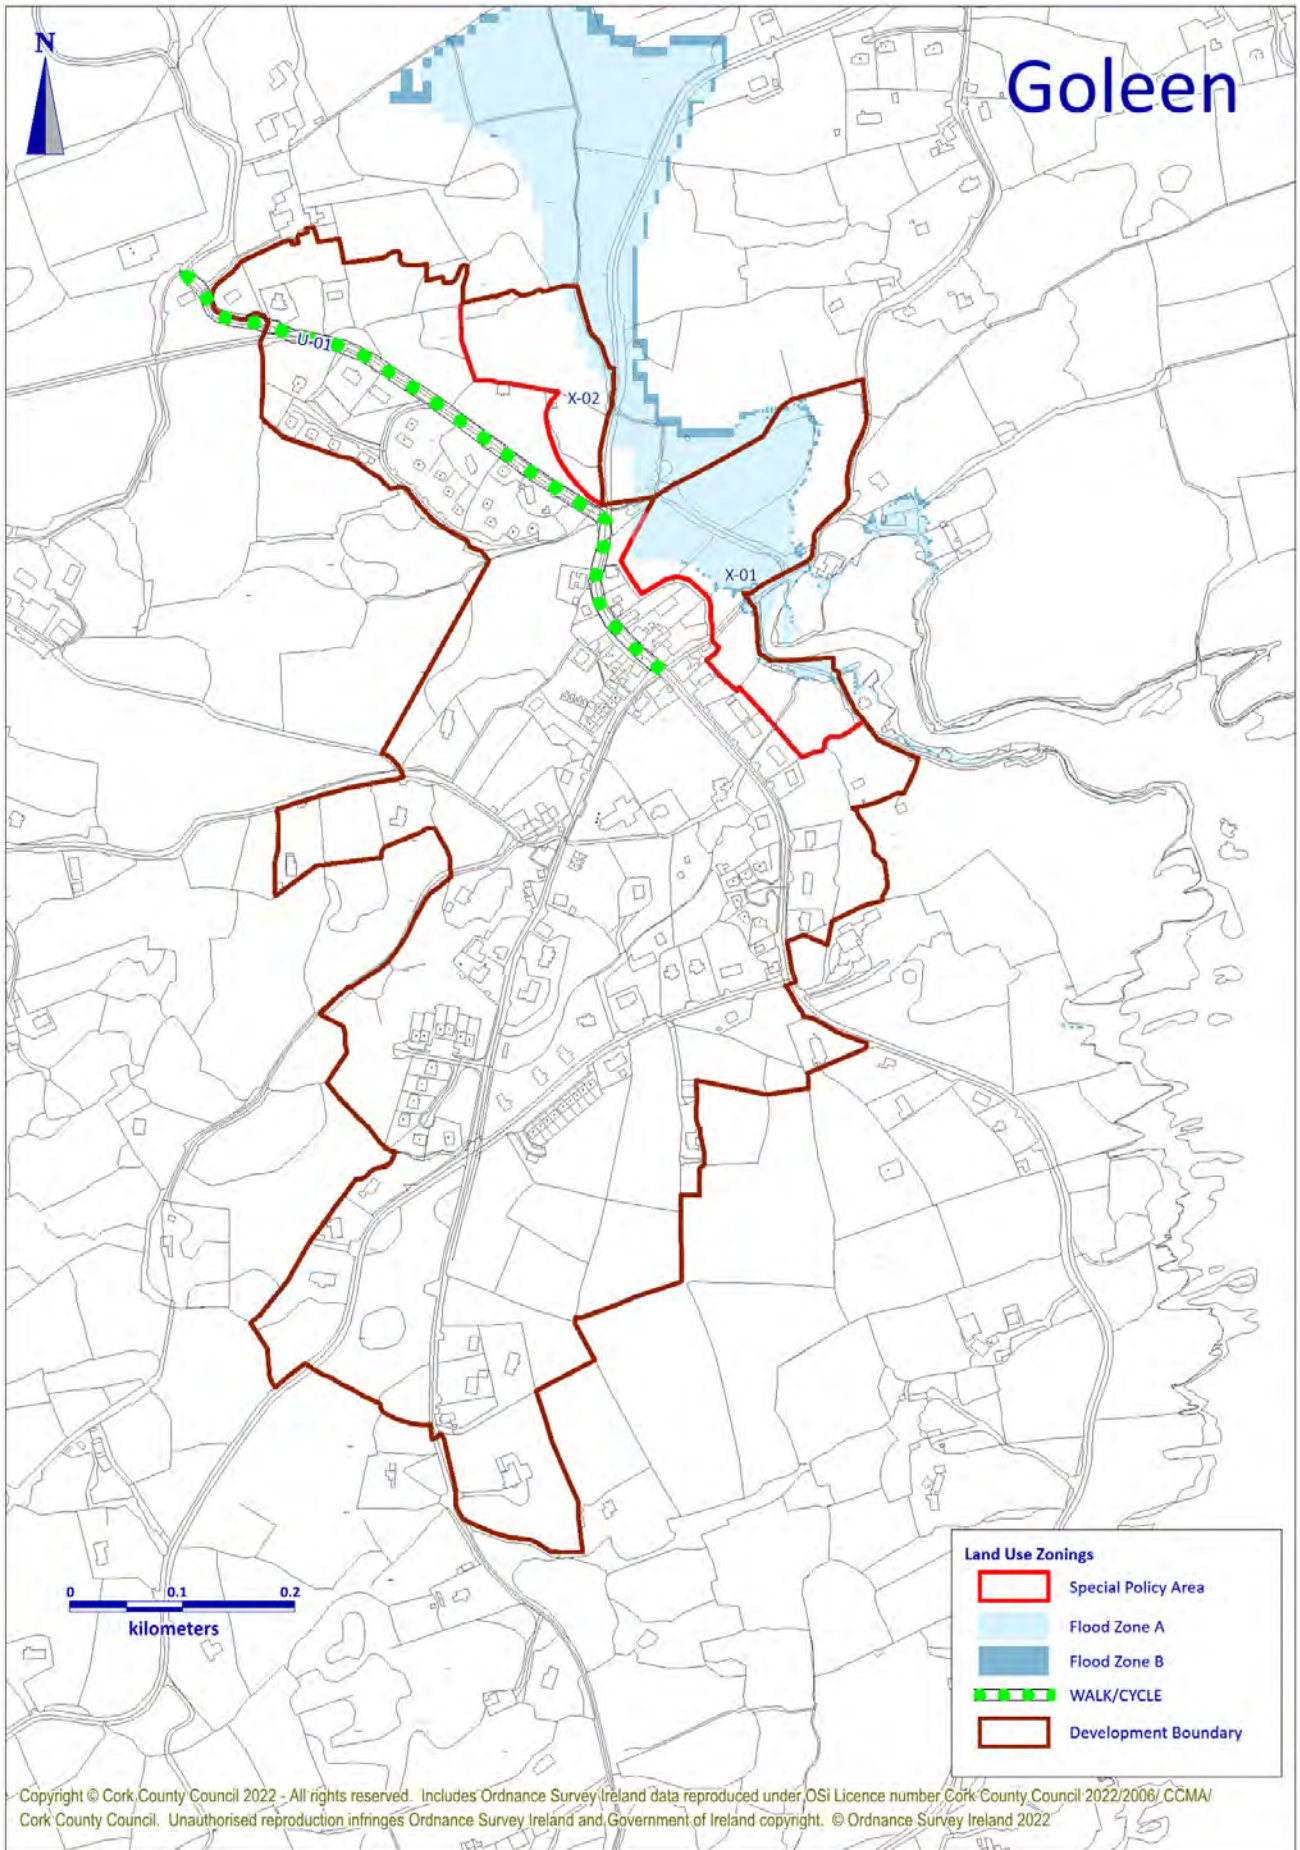 N
Goleen
U-01
X-02
X-01
0 0.1 0.2
kilometers
Land Use Zonings
Special Policy Area
Flood Zone A
Flood Zone B
WALK/CYCLE
Development Boundary
Copyright © Cork County Council 2022 - All rights reserved. Includes Ordnance Survey Ireland data reproduced under OSi Licence number Cork County Council 2022/2006/ CCMA/
Cork County Council. Unauthorised reproduction infringes Ordnance Survey Ireland and Government of Ireland copyright. © Ordnance Survey Ireland 2022